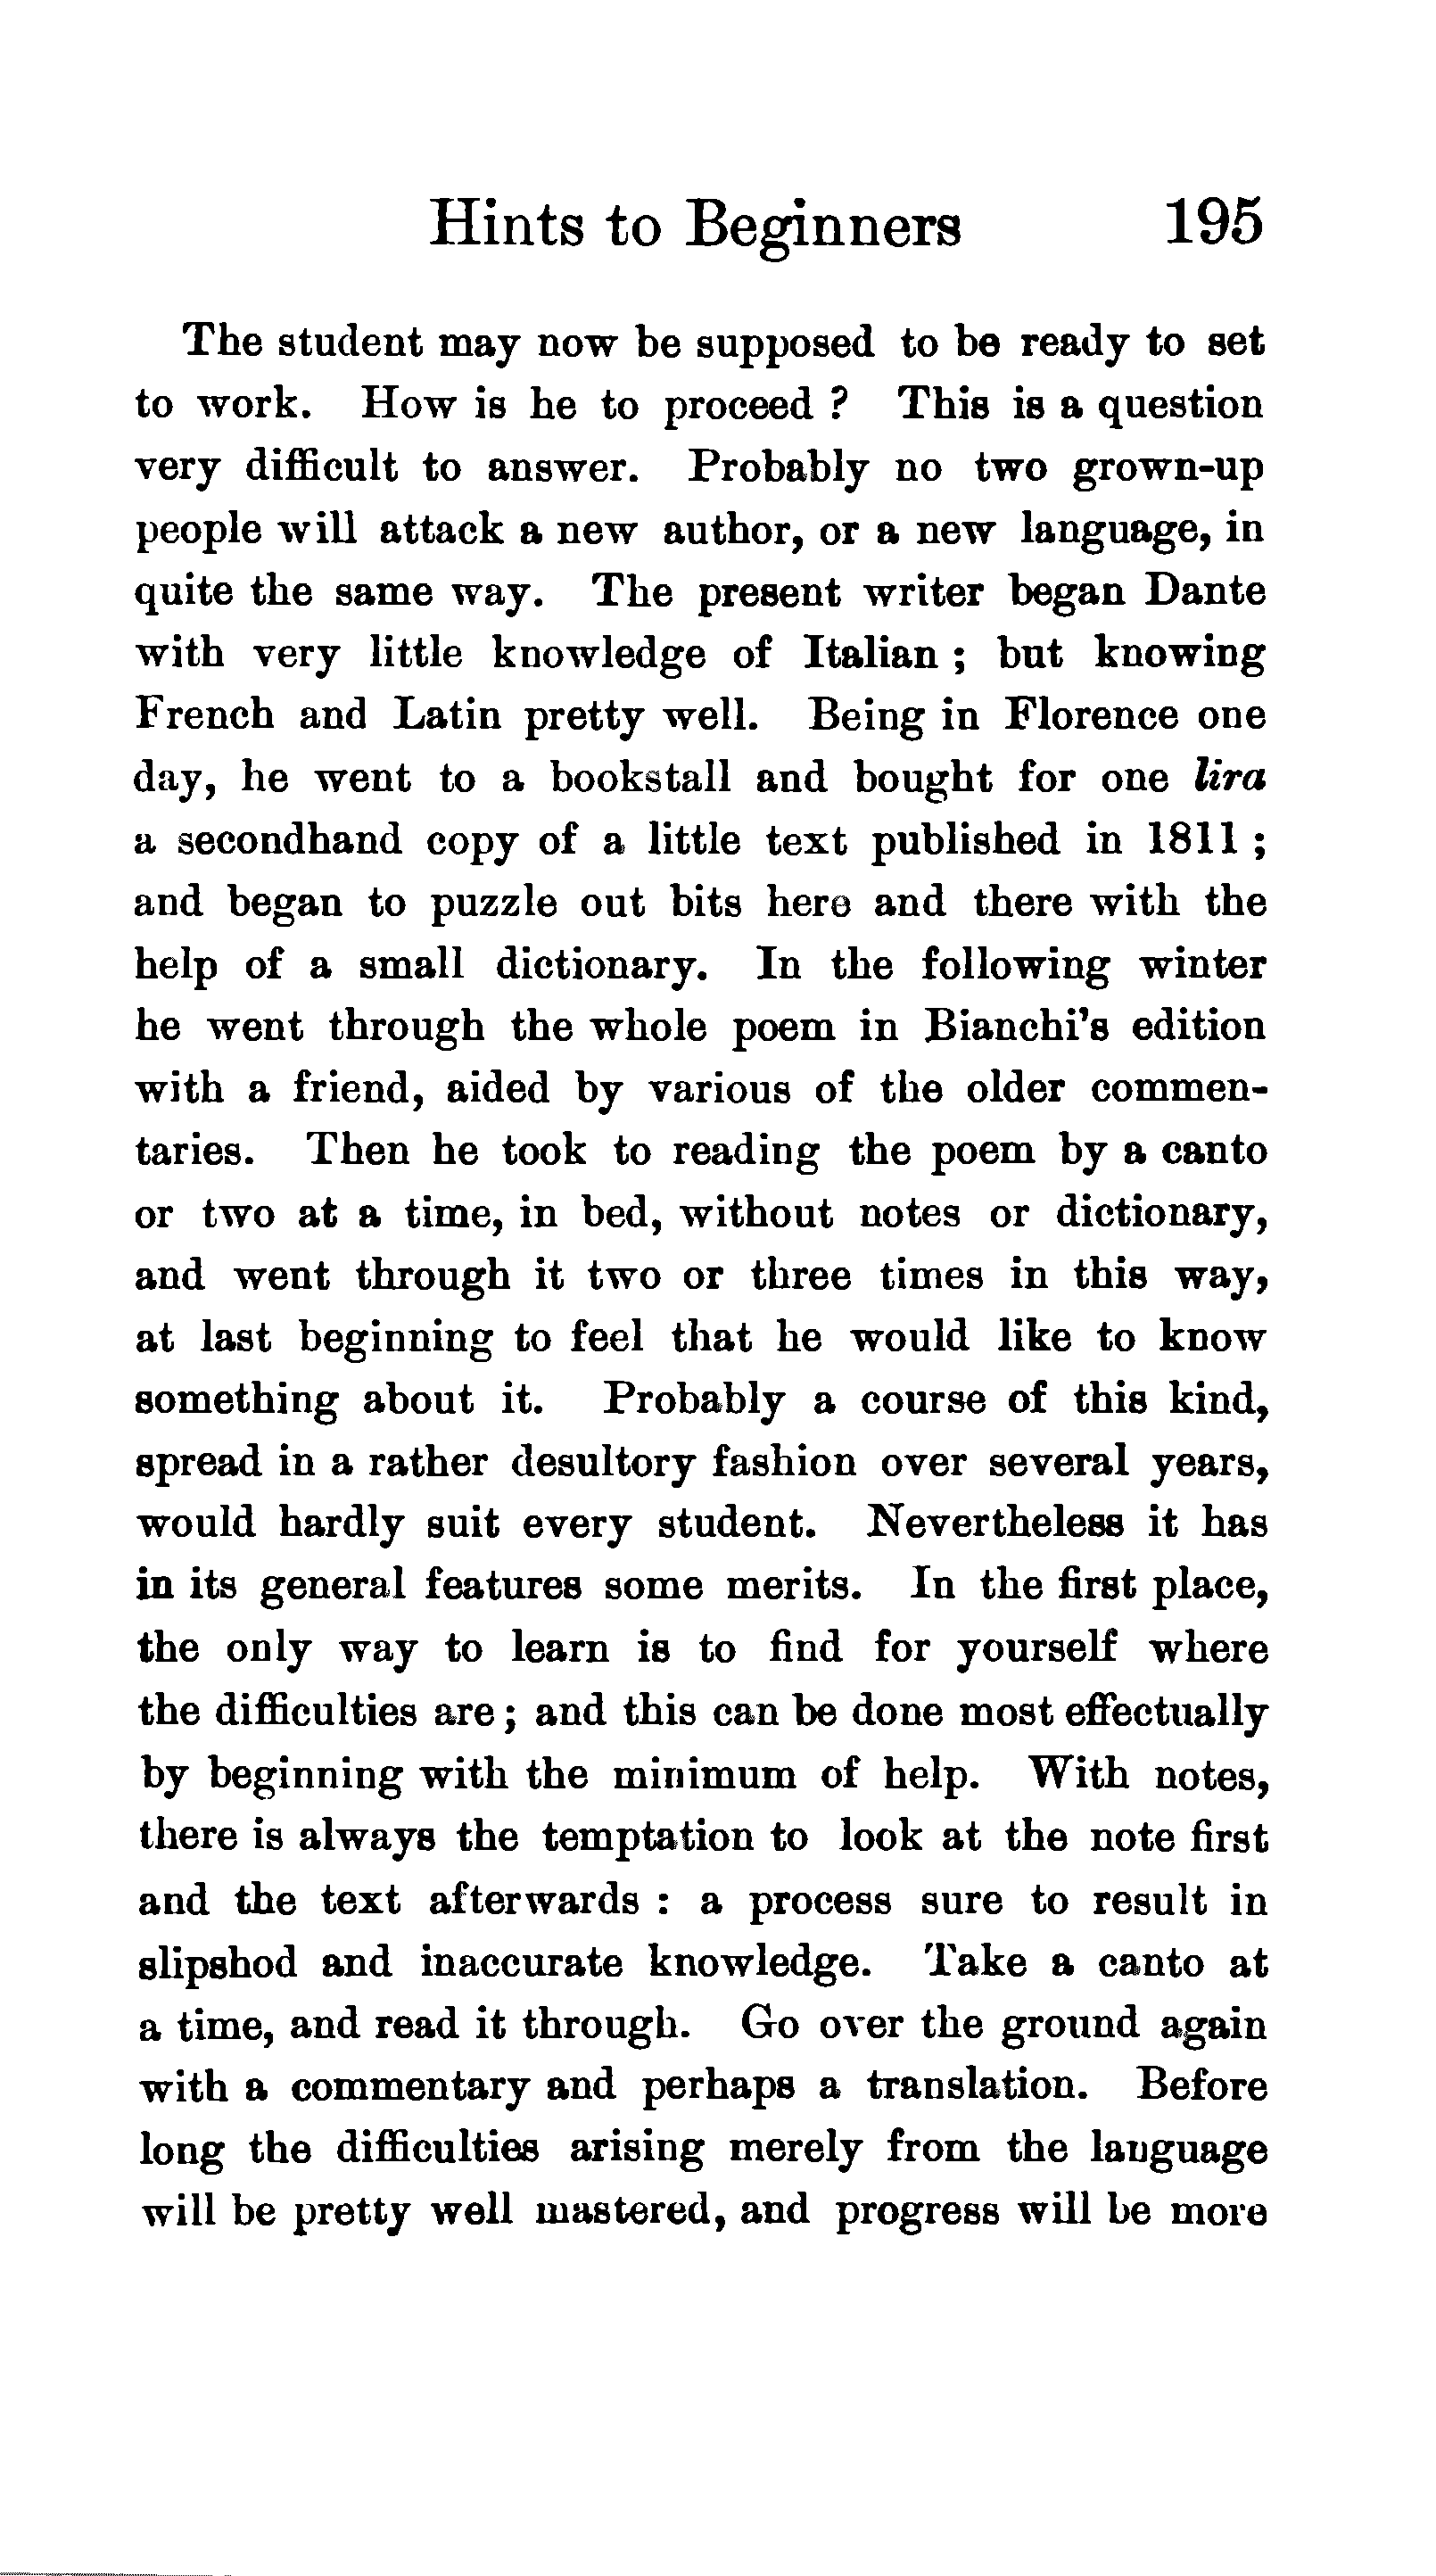 Hints to Beginners 195
The student may now be supposed to be ready to set
to work. How is he to proceed ? This is a question
very difficult to answer. Probably no two grown-up
people will attack a new author, or a new language, in
quite the same way. The present writer began Dante
with very little knowledge of Italian ; but knowing
French and Latin pretty well. Being in Florence one
day, he went to a bookstall and bought for one lira
a secondhand copy of a little text published in 1811 ;
and began to puzzle out bits here and there with the
help of a small dictionary. In the following winter
he went through the whole poem in Bianchi's edition
with a friend, aided by various of the older commen-
taries. Then he took to reading the poem by a canto
or two at a time, in bed, without notes or dictionary,
and went through it two or three times in this way,
at last beginning to feel that he would like to know
something about it. Probably a course of this kind,
spread in a rather desultory fashion over several years,
would hardly suit every student. Nevertheless it has
in its general features some merits. In the first place,
the only way to learn is to find for yourself where
the difficulties are ; and this can be done most effectually
by beginning with the minimum of help. With notes,
there is always the temptation to look at the note first
and the text afterwards : a process sure to result in
slipshod and inaccurate knowledge. Take a canto at
a time, and read it through. Go over the ground again
with a commentary and perhaps a translation. Before
long the difficulties arising merely from the language
will be pretty well mastered, and progress will be more